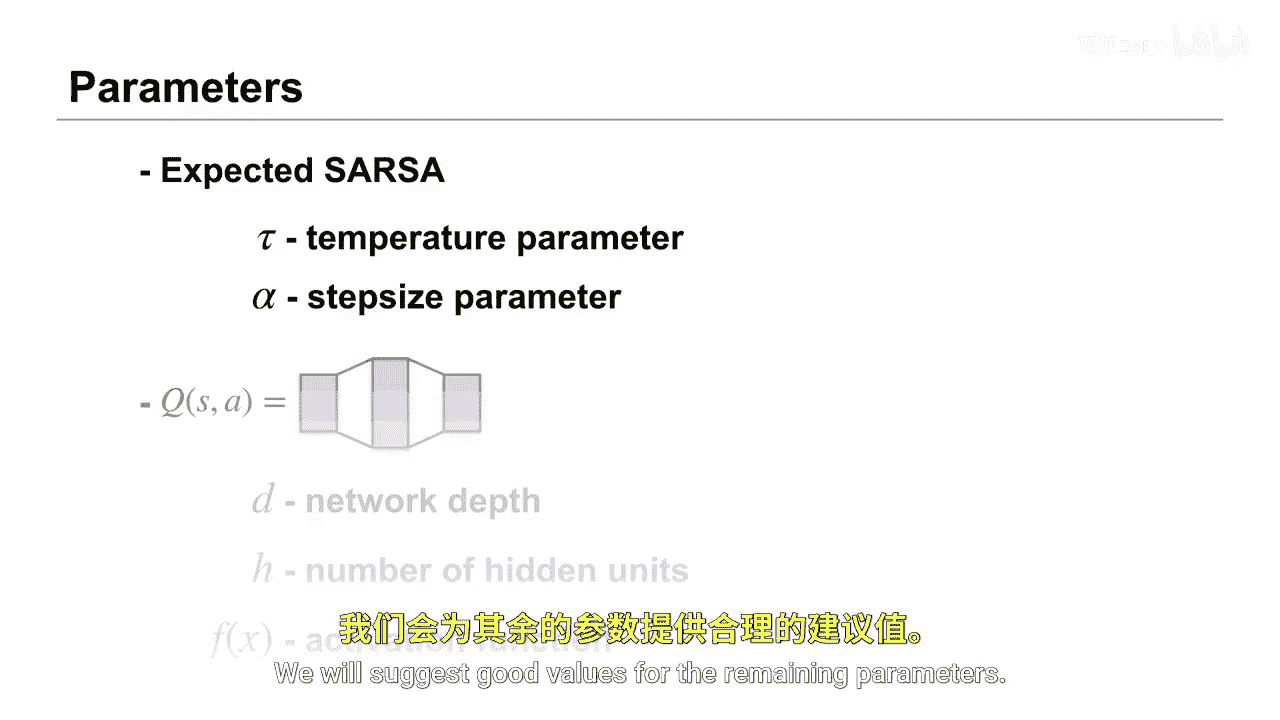 Parameters
- Expected SARSA
τ - temperature parameter
α - stepsize parameter
- Q(s, a) =
d - network depth
h - number of hidden units
f(x) - activation function
我们会为其余的参数提供合理的建议值。
We will suggest good values for the remaining parameters.